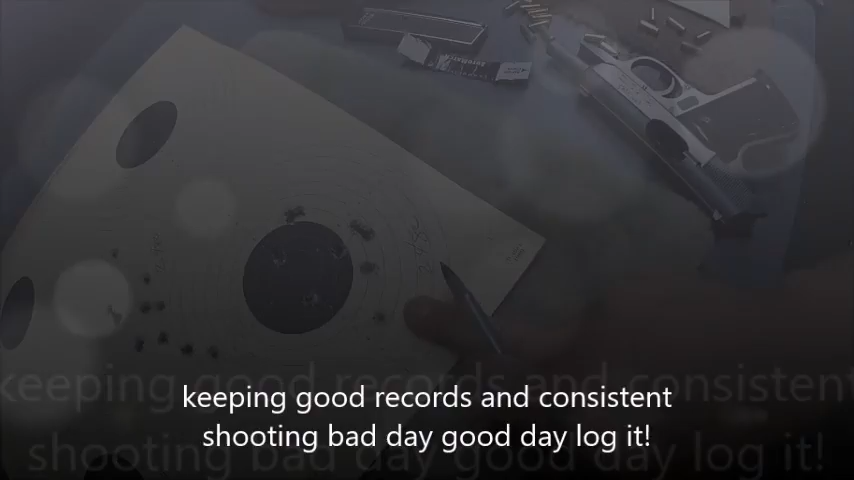 keeping good records and consistent
shooting bad day good day log it!